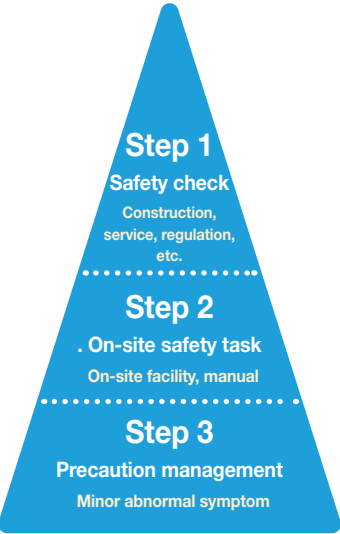 Step 1
Safety check
Construction,
service, regulation,
etc.
Step 2
. On-site safety task
On-site facility, manual
Step 3
Precaution management
Minor abnormal symptom